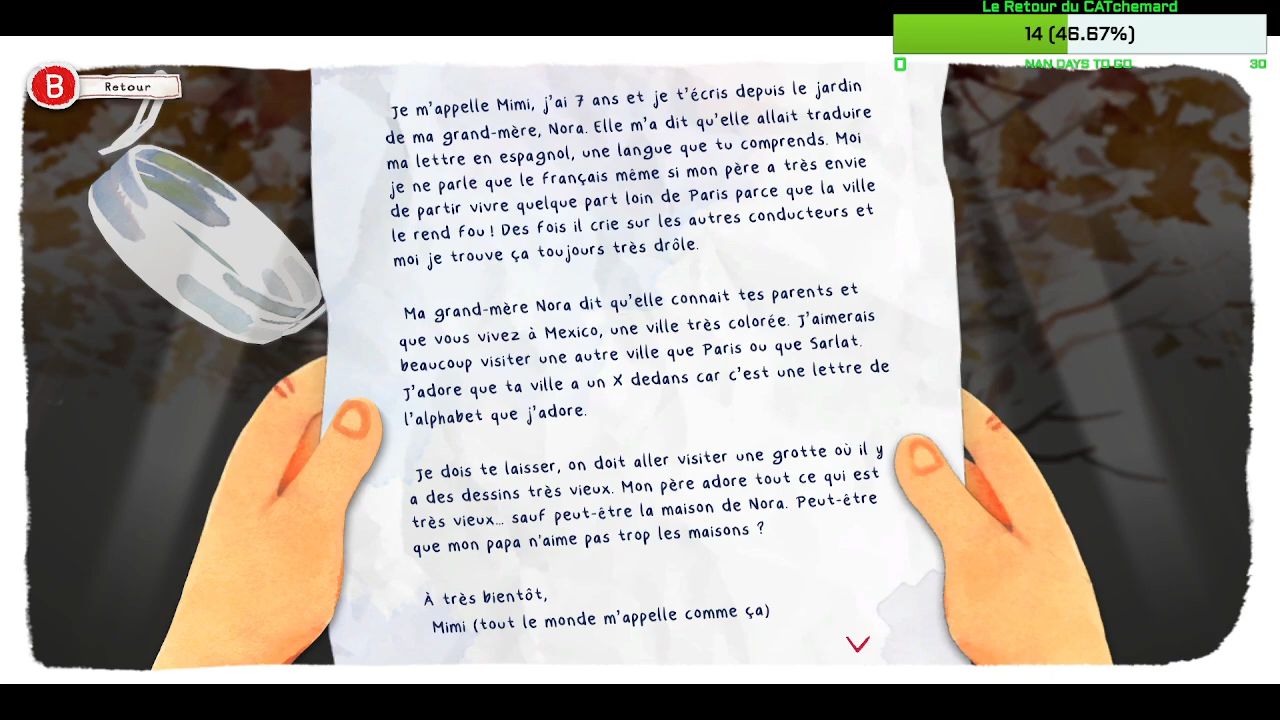 Le Retour du CATchemard
14 (46.67%)
0 NAN DAYS TO GO 30
B Retour
Je m'appelle Mimi, j'ai 7 ans et je t'écris depuis le jardin
de ma grand-mère, Nora. Elle m'a dit qu'elle allait traduire
ma lettre en espagnol, une langue que tu comprends. Moi
je ne parle que le français même si mon père a très envie
de partir vivre quelque part loin de Paris parce que la ville
le rend fou ! Des fois il crie sur les autres conducteurs et
moi je trouve ça toujours très drôle.
Ma grand-mère Nora dit qu'elle connait tes parents et
que vous vivez à Mexico, une ville très colorée. J'aimerais
beaucoup visiter une autre ville que Paris ou que Sarlat.
J'adore que ta ville a un X dedans car c'est une lettre de
l'alphabet que j'adore.
Je dois te laisser, on doit aller visiter une grotte où il y
a des dessins très vieux. Mon père adore tout ce qui est
très vieux... sauf peut-être la maison de Nora. Peut-être
que mon papa n'aime pas trop les maisons ?
À très bientôt,
Mimi (tout le monde m'appelle comme ça)